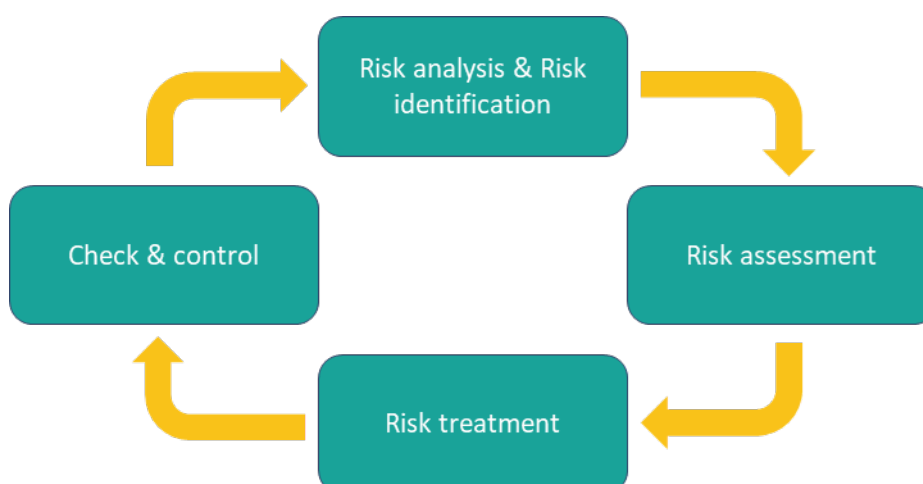 Risk analysis & Risk
identification
Check & control
Risk assessment
Risk treatment